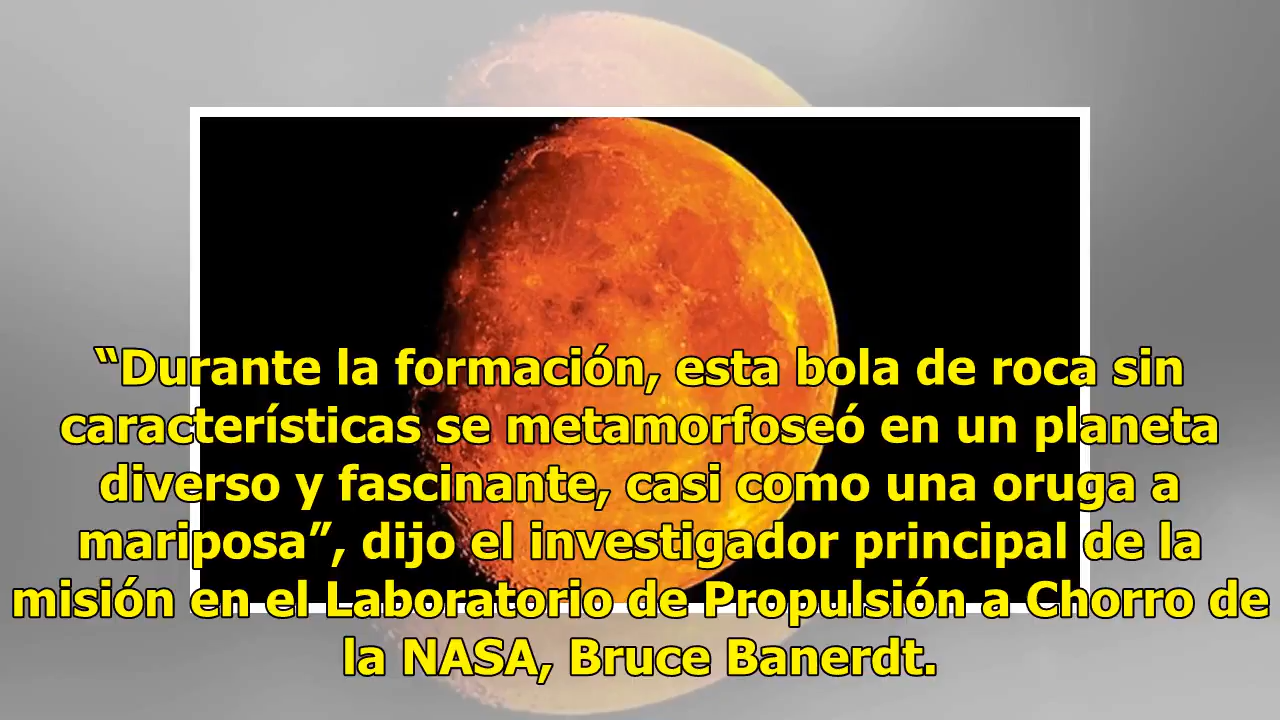 “Durante la formación, esta bola de roca sin
características se metamorfoseó en un planeta
diverso y fascinante, casi como una oruga a
mariposa”, dijo el investigador principal de la
misión en el Laboratorio de Propulsión a Chorro de
la NASA, Bruce Banerdt.